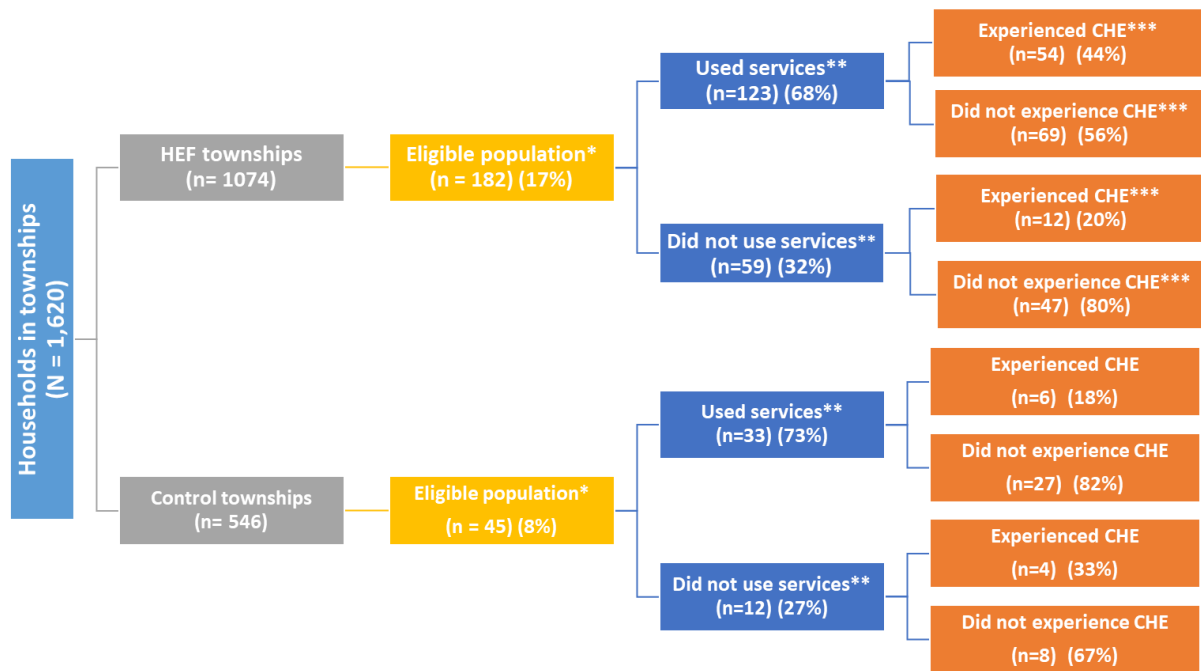 Households in townships
(N = 1,620)
HEF townships
(n= 1074)
Eligible population*
(n = 182) (17%)
Used services**
(n=123) (68%)
Experienced CHE***
(n=54) (44%)
Did not experience CHE***
(n=69) (56%)
Did not use services**
(n=59) (32%)
Experienced CHE***
(n=12) (20%)
Did not experience CHE***
(n=47) (80%)
Control townships
(n= 546)
Eligible population*
(n = 45) (8%)
Used services**
(n=33) (73%)
Experienced CHE
(n=6) (18%)
Did not experience CHE
(n=27) (82%)
Did not use services**
(n=12) (27%)
Experienced CHE
(n=4) (33%)
Did not experience CHE
(n=8) (67%)